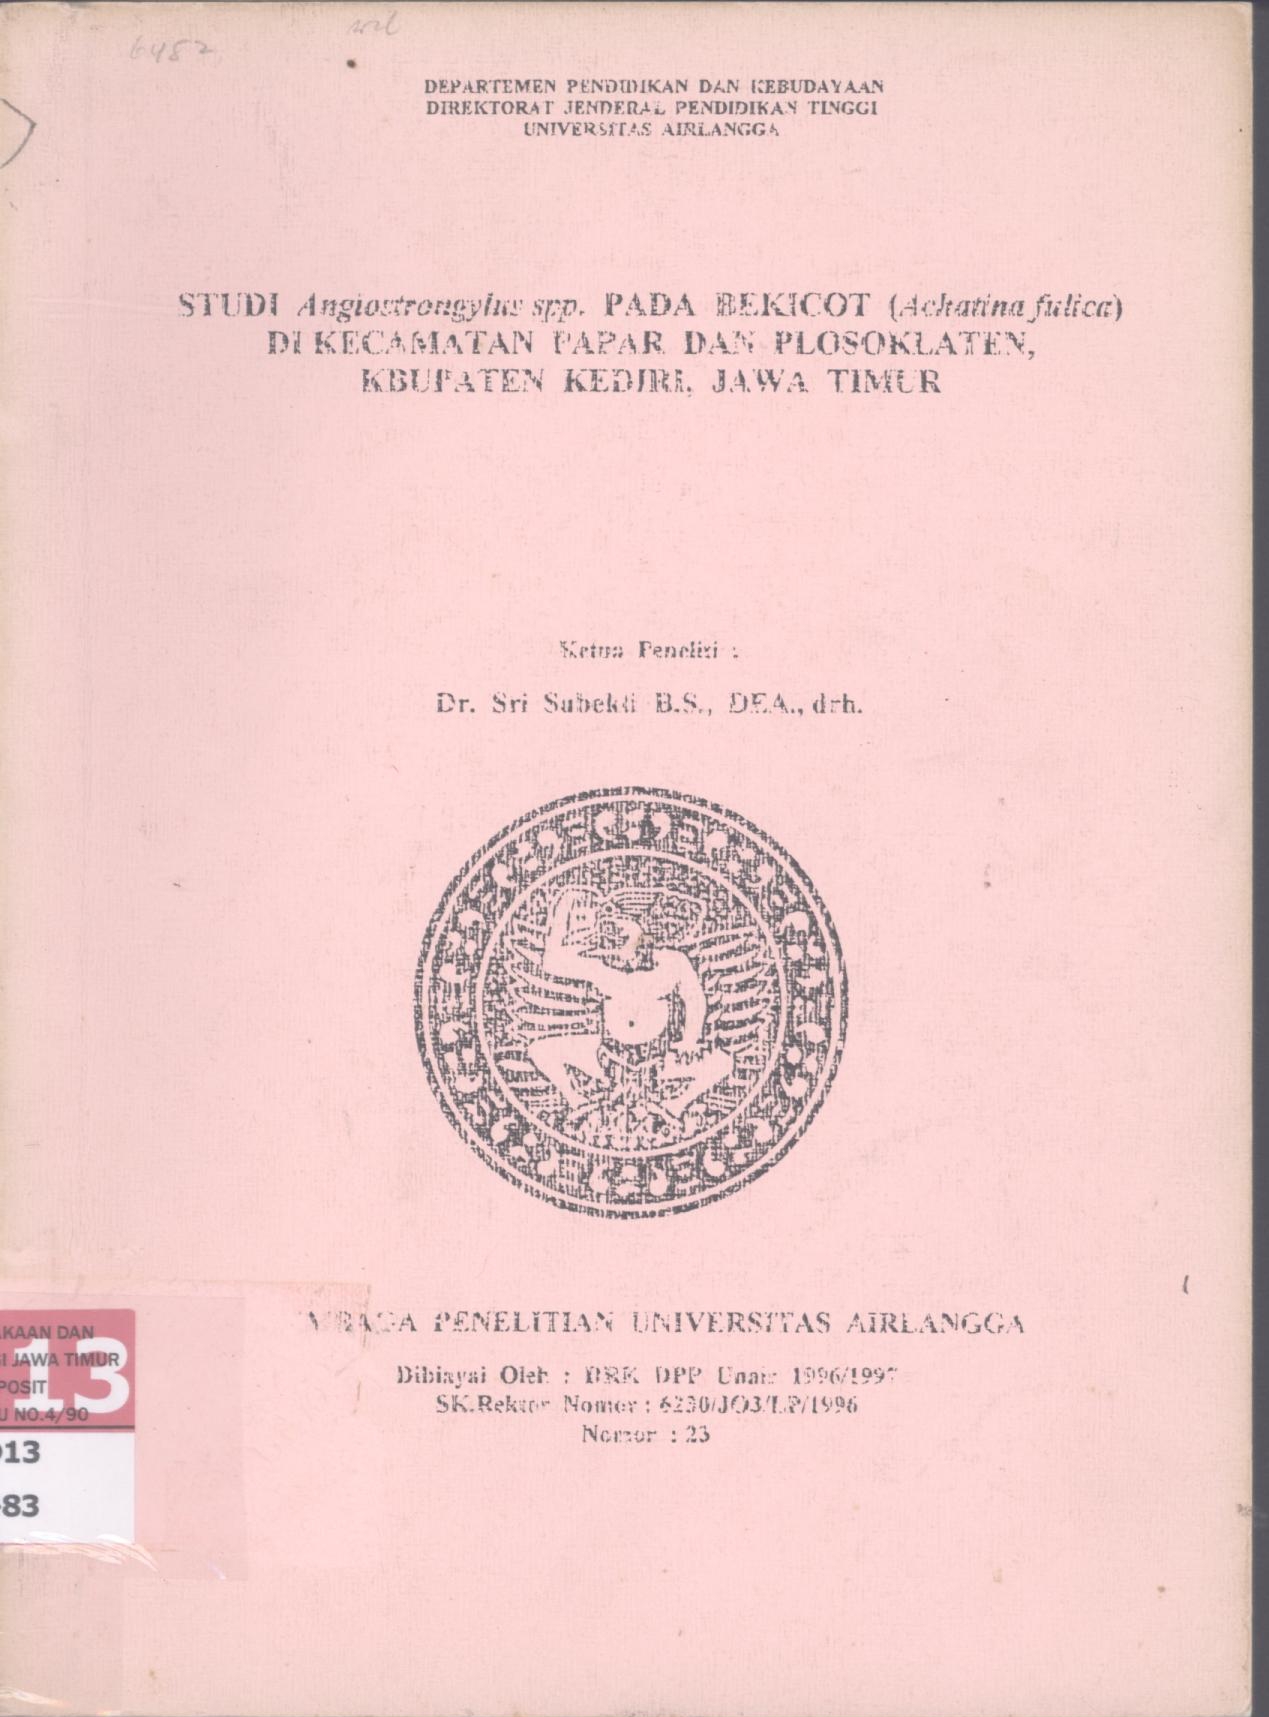 6482
DEPARTEMEN PENDIDIKAN DAN KEBUDAYAAN
DIREKTORAT JENDERAL PENDIDIKAN TINGGI
UNIVERSITAS AIRLANGGA
STUDI Angiostrongylus spp. PADA BEKICOT (Achatina fulica)
DI KECAMATAN PAPAR DAN PLOSOKLATEN,
KBUPATEN KEDIRI, JAWA TIMUR
Ketua Peneliti :
Dr. Sri Subekti B.S., DEA., drh.
MBAGA PENELITIAN UNIVERSITAS AIRLANGGA
Dibiayai Oleh : DRK DPP Unair 1996/1997
SK.Rektor Nomor : 6230/JO3/LP/1996
Nomor : 23
AKAAN DAN
I JAWA TIMUR
POSIT
U NO.4/90
13
13
83